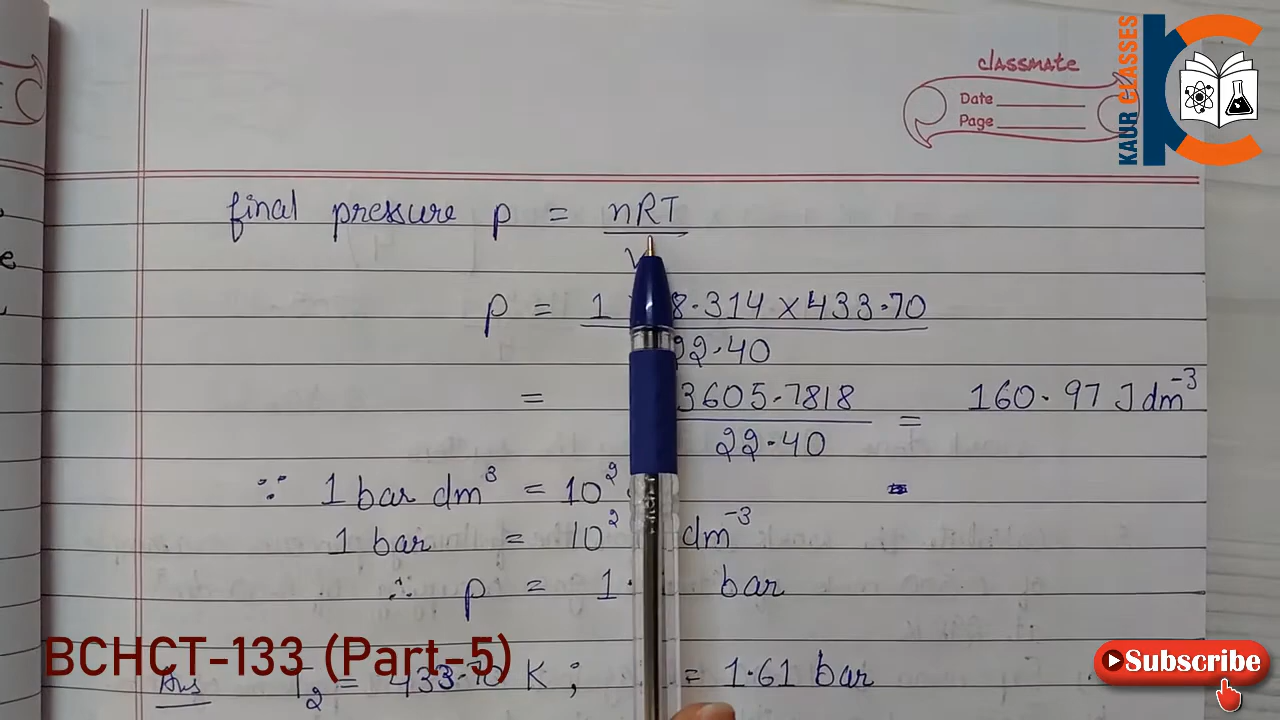 classmate
Date
Page
KAUR CLASSES
final pressure p = nRT
p = 1 8.314 × 433.70
22.40
= 3605.7818 = 160.97 J dm⁻³
22.40
∵ 1 bar dm³ = 10²
1 bar = 10² dm⁻³
∴ p = 1. bar
BCHCT-133 (Part-5)
Ans T₂ = 433.70 K ; = 1.61 bar
Subscribe